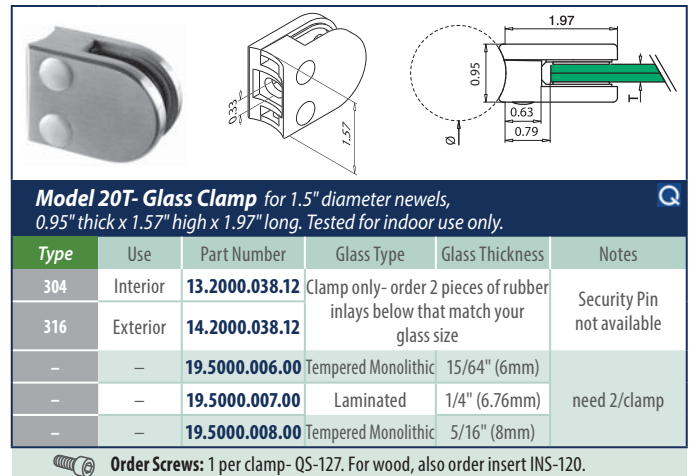 1.97
0.95
0.33
1.57
0.63
0.79
T
Ø
Model 20T- Glass Clamp for 1.5" diameter newels,
0.95" thick x 1.57" high x 1.97" long. Tested for indoor use only.
Q
Type Use Part Number Glass Type Glass Thickness Notes
304 Interior 13.2000.038.12 Clamp only- order 2 pieces of rubber
inlays below that match your
glass size
Security Pin
not available
316 Exterior 14.2000.038.12
– – 19.5000.006.00 Tempered Monolithic 15/64" (6mm)
– – 19.5000.007.00 Laminated 1/4" (6.76mm) need 2/clamp
– – 19.5000.008.00 Tempered Monolithic 5/16" (8mm)
Order Screws: 1 per clamp- QS-127. For wood, also order insert INS-120.